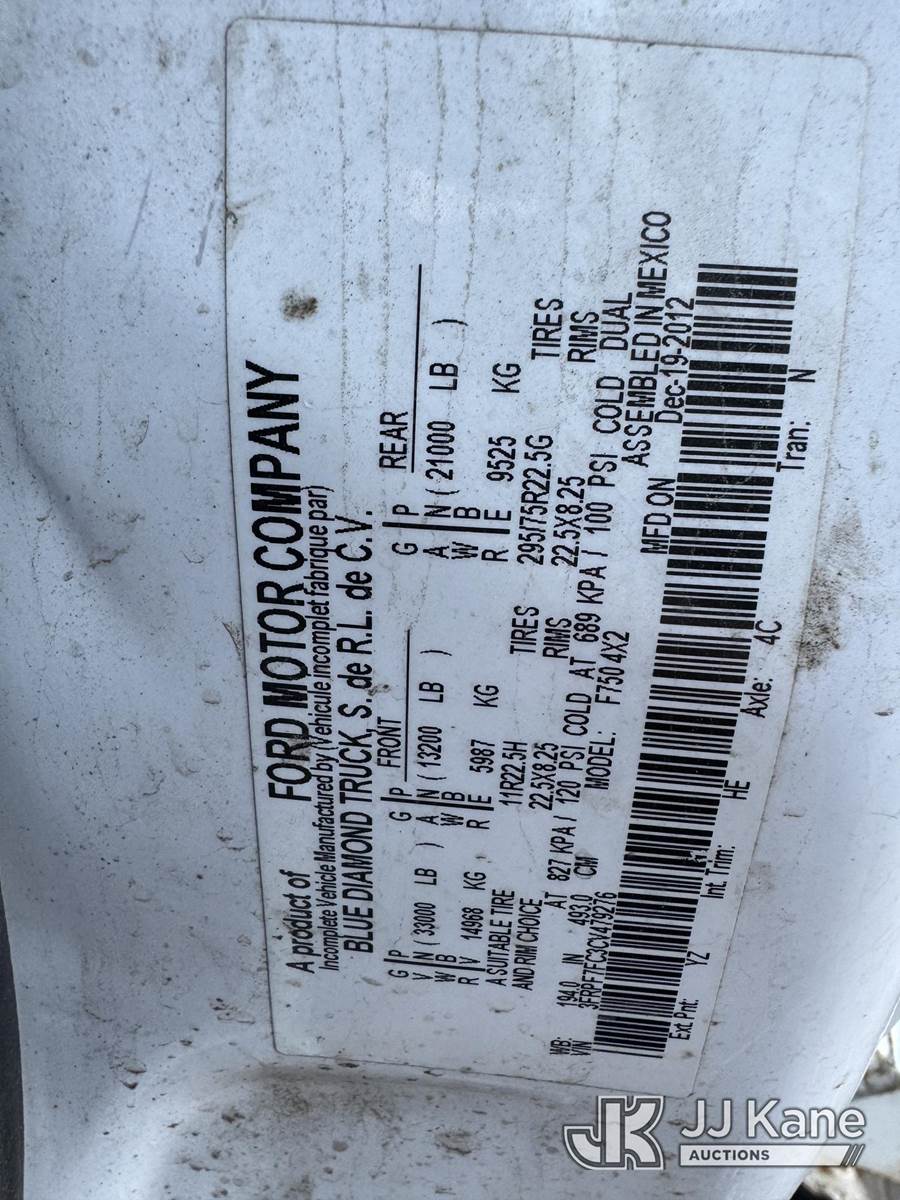 A product of FORD MOTOR COMPANY
Incomplete Vehicle Manufactured by (Vehicule incomplet fabrique par)
BLUE DIAMOND TRUCK, S. de R.L. de C.V.
FRONT REAR
G P G P G P
V N ( 33000 LB ) A N ( 13200 LB ) A N ( 21000 LB )
W B W B W B
R V 14968 KG R E 5987 KG R E 9525 KG
A SUITABLE TIRE 11R22.5H TIRES 295/75R22.5G TIRES
AND RIM CHOICE 22.5X8.25 RIMS 22.5X8.25 RIMS
AT 827 KPA / 120 PSI COLD AT 689 KPA / 100 PSI COLD DUAL
WB: 194.0 IN 493.0 CM MODEL: F750 4X2 ASSEMBLED IN MEXICO
VIN 3FRPF7FC3CV479276 MFD ON Dec-19-2012
Ext. Pnt: YZ Int. Trim: HE Axle: 4C Tran: N
JK JJ Kane
AUCTIONS